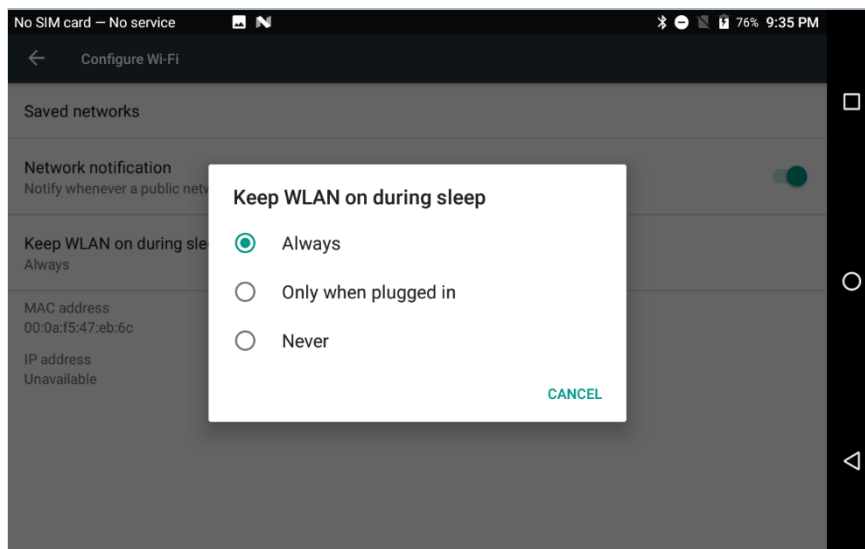 No SIM card — No service
76% 9:35 PM
Configure Wi-Fi
Saved networks
Network notification
Notify whenever a public netw
Keep WLAN on during sle
Always
MAC address
00:0a:f5:47:eb:6c
IP address
Unavailable
Keep WLAN on during sleep
Always
Only when plugged in
Never
CANCEL